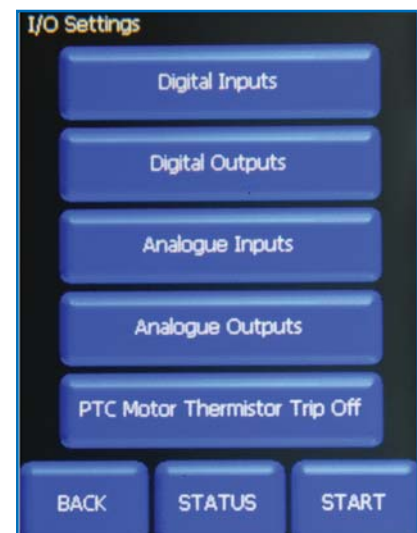 I/O Settings
Digital Inputs
Digital Outputs
Analogue Inputs
Analogue Outputs
PTC Motor Thermistor Trip Off
BACK STATUS START